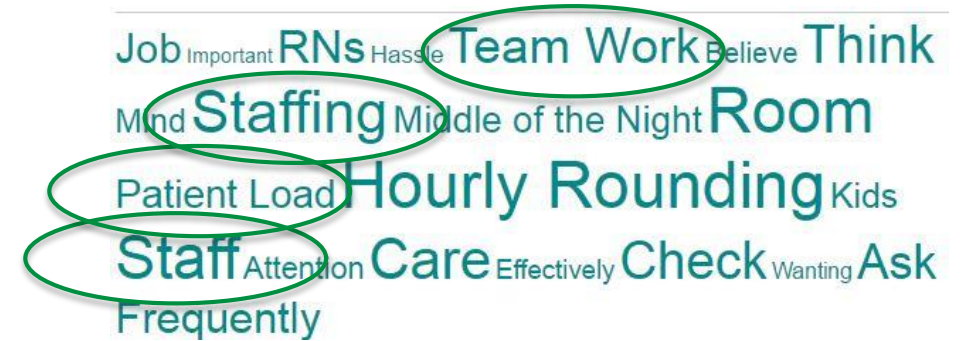 Job Important RNs Hassle Team Work Believe Think
Mind Staffing Middle of the Night Room
Patient Load Hourly Rounding Kids
Staff Attention Care Effectively Check Wanting Ask
Frequently